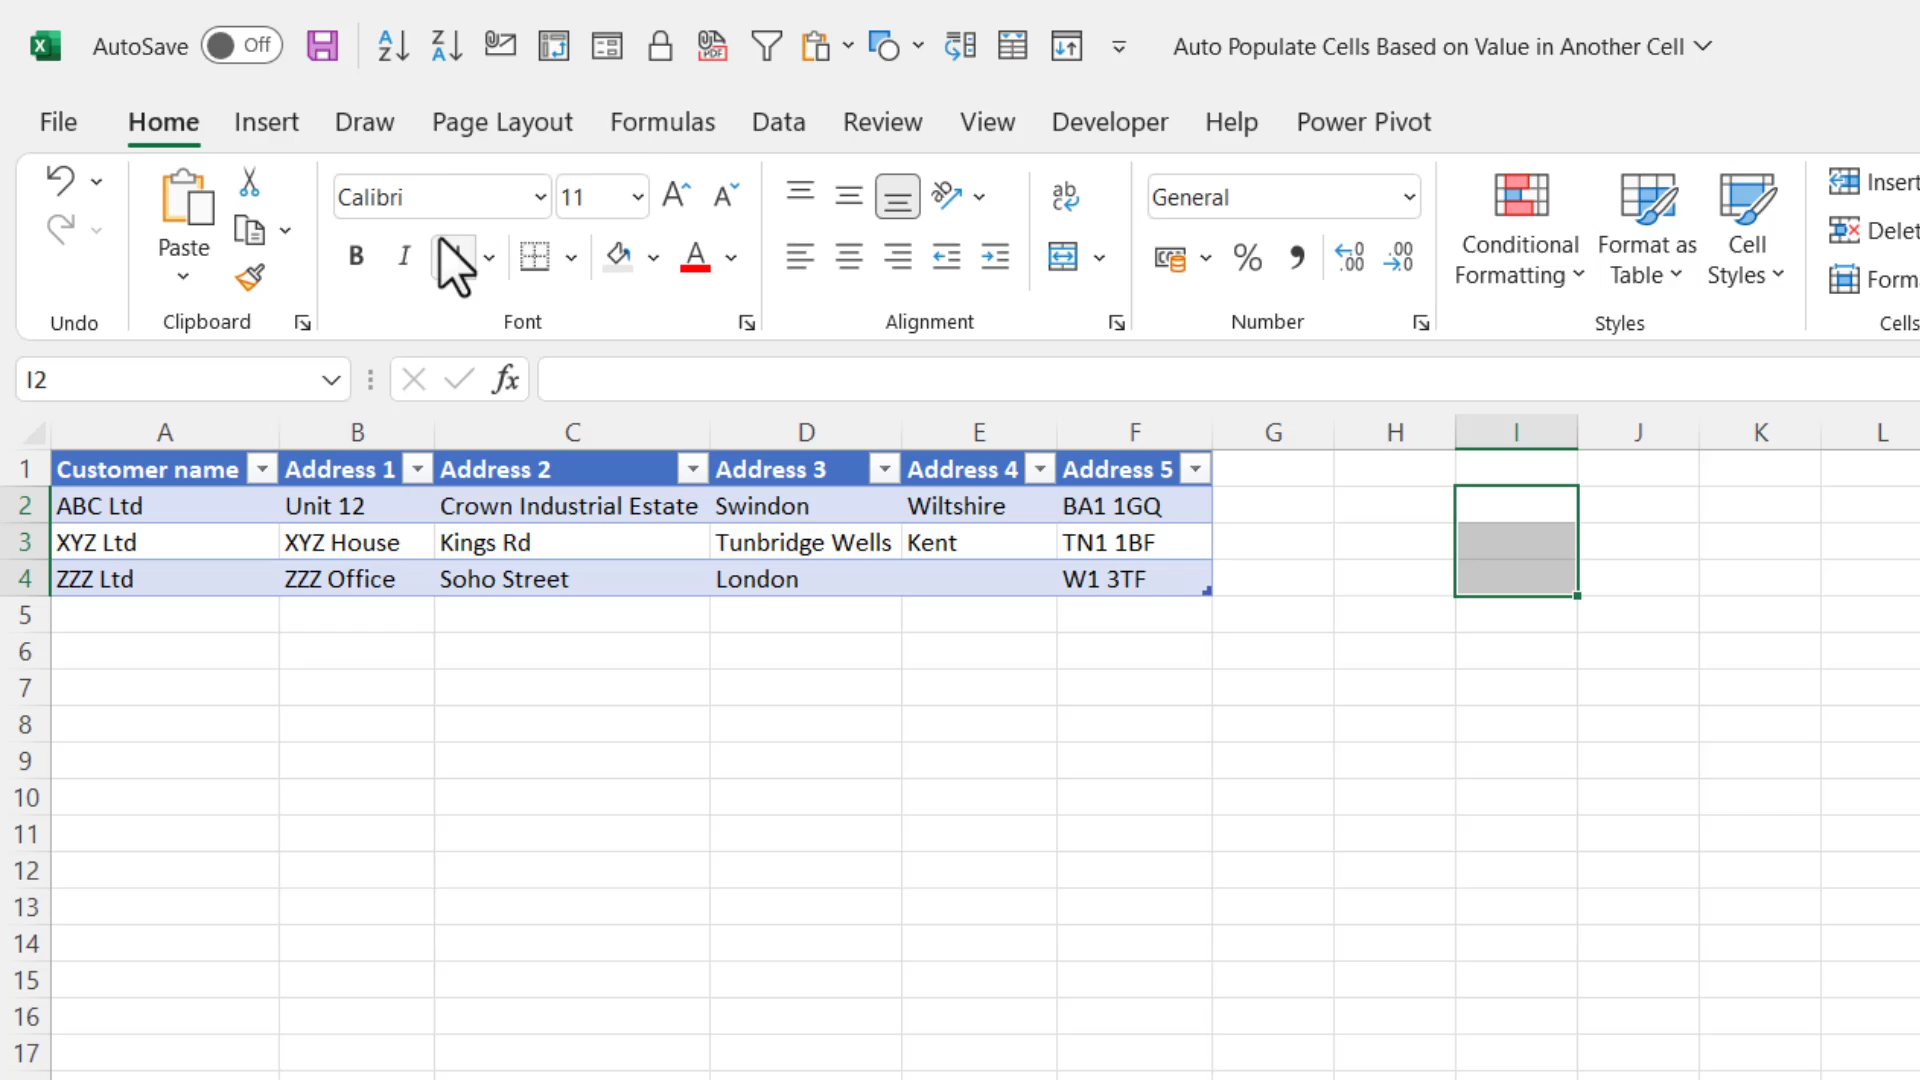 AutoSave Off Auto Populate Cells Based on Value in Another Cell
File Home Insert Draw Page Layout Formulas Data Review View Developer Help Power Pivot
Paste
Calibri 11
General
B I
A
% 9
Conditional Formatting
Format as Table
Cell Styles
Insert
Delet
Form
Undo Clipboard Font Alignment Number Styles Cells
I2 fx
A B C D E F G H I J K L
1 Customer name Address 1 Address 2 Address 3 Address 4 Address 5
2 ABC Ltd Unit 12 Crown Industrial Estate Swindon Wiltshire BA1 1GQ
3 XYZ Ltd XYZ House Kings Rd Tunbridge Wells Kent TN1 1BF
4 ZZZ Ltd ZZZ Office Soho Street London W1 3TF
5
6
7
8
9
10
11
12
13
14
15
16
17